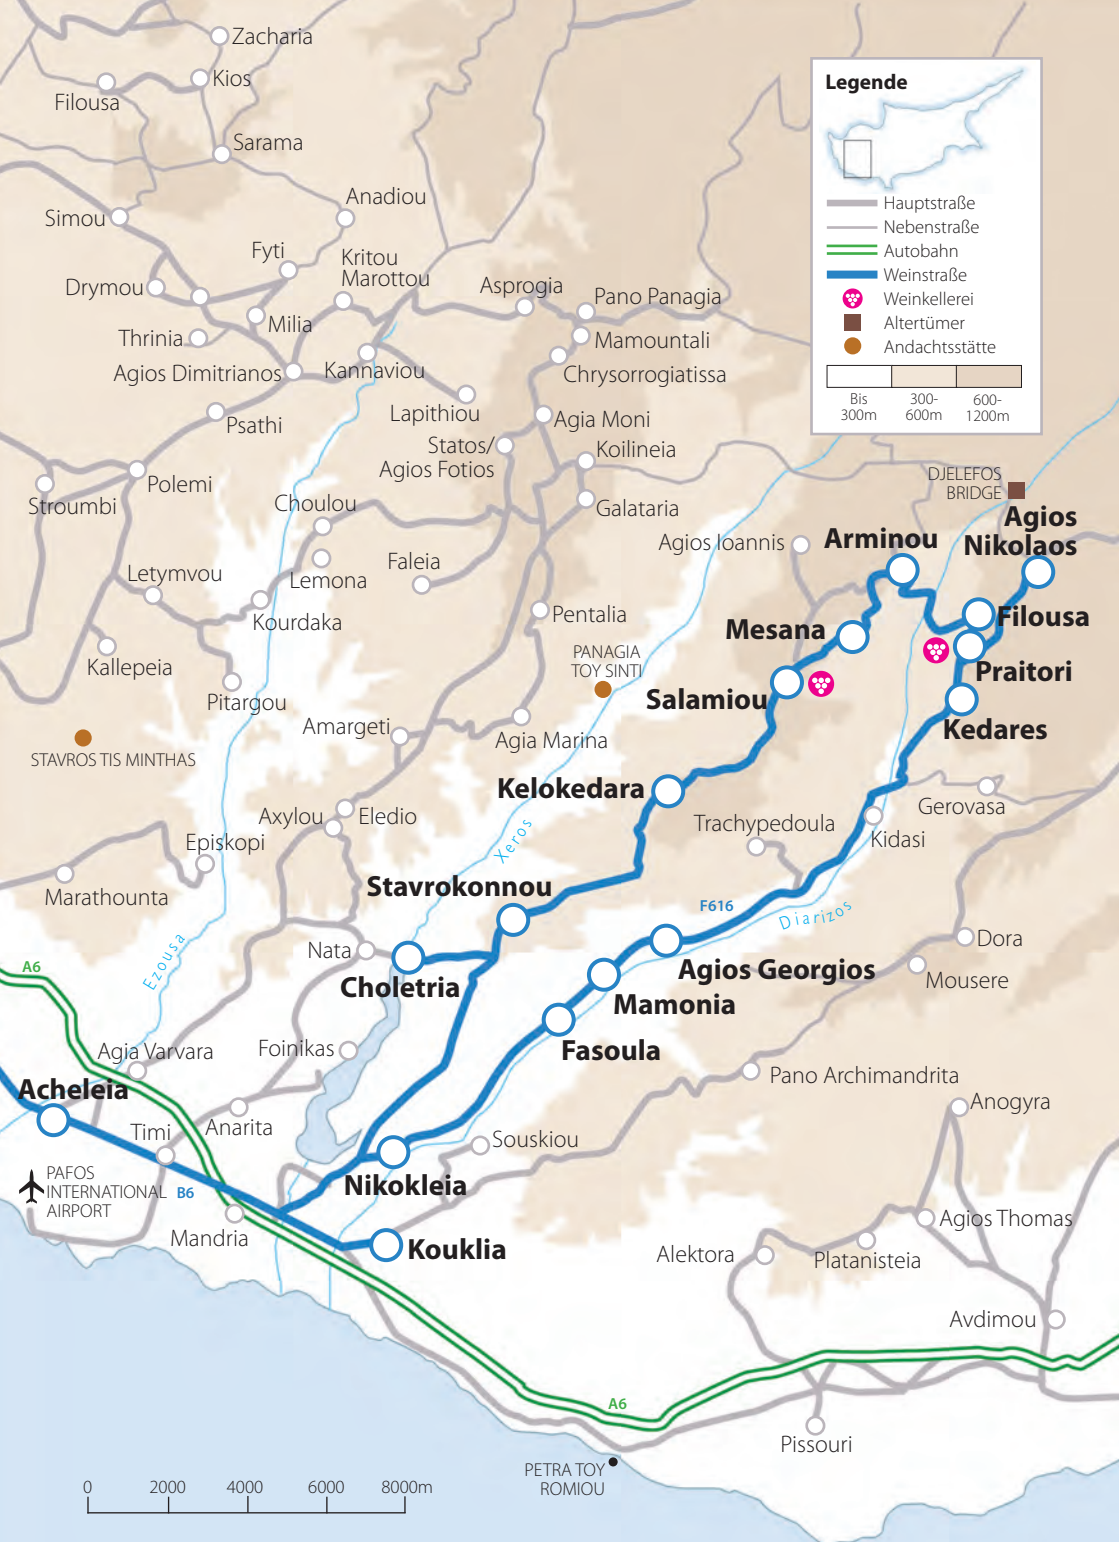 Zacharia
Kios
Filousa
Sarama
Legende
Hauptstraße
Nebenstraße
Autobahn
Weinstraße
Weinkellerei
Altertümer
Andachtsstätte
Bis
300m
300-
600m
600-
1200m
Anadiou
Simou
Fyti
Kritou
Marottou
Drymou
Asprogia
Pano Panagia
Milia
Thrinia
Mamountali
Agios Dimitrianos
Kannaviou
Chrysorrogiatissa
Lapithiou
Psathi
Agia Moni
Statos/
Agios Fotios
Koilineia
Polemi
Stroumbi
Choulou
Galataria
DJELEFOS
BRIDGE
Agios
Nikolaos
Arminou
Agios Ioannis
Faleia
Lemona
Letymvou
Kourdaka
Pentalia
Filousa
Mesana
PANAGIA
TOY SINTI
Kallepeia
Praitori
Pitargou
Salamiou
Kedares
Amargeti
Agia Marina
STAVROS TIS MINTHAS
Kelokedara
Gerovasa
Axylou
Eledio
Trachypedoula
Kidasi
Xeros
Episkopi
Marathounta
Stavrokonnou
F616
Diarizos
Nata
Dora
Ezousa
A6
Agios Georgios
Mousere
Choletria
Mamonia
Foinikas
Fasoula
Agia Varvara
Pano Archimandrita
Acheleia
Anogyra
Timi
Anarita
Souskiou
PAFOS
INTERNATIONAL
AIRPORT
B6
Nikokleia
Mandria
Agios Thomas
Kouklia
Alektora
Platanisteia
Avdimou
A6
Pissouri
PETRA TOY
ROMIOU
0 2000 4000 6000 8000m